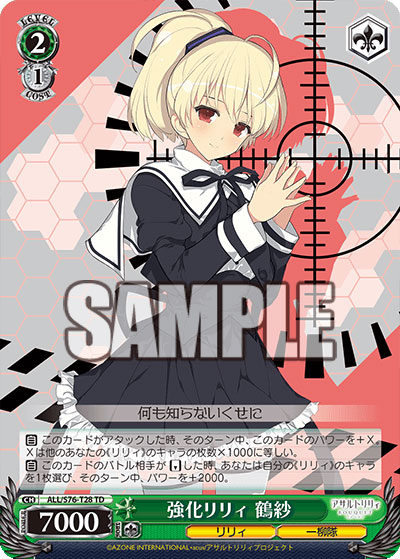 LEVEL
2
1
COST
SAMPLE
何も知らないくせに
【自】このカードがアタックした時、そのターン中、このカードのパワーを＋X。
Xは他のあなたの《リリィ》のキャラの枚数×1000に等しい。
【自】このカードのバトル相手が【リバース】した時、あなたは自分の《リリィ》のキャラ
を1枚選び、そのターン中、パワーを＋2000。
CH ALL/S76-T28 TD
7000
強化リリィ 鶴紗
アサルトリリィ
BOUQUET
リリィ
一柳隊
©AZONE INTERNATIONAL・acus/アサルトリリィプロジェクト